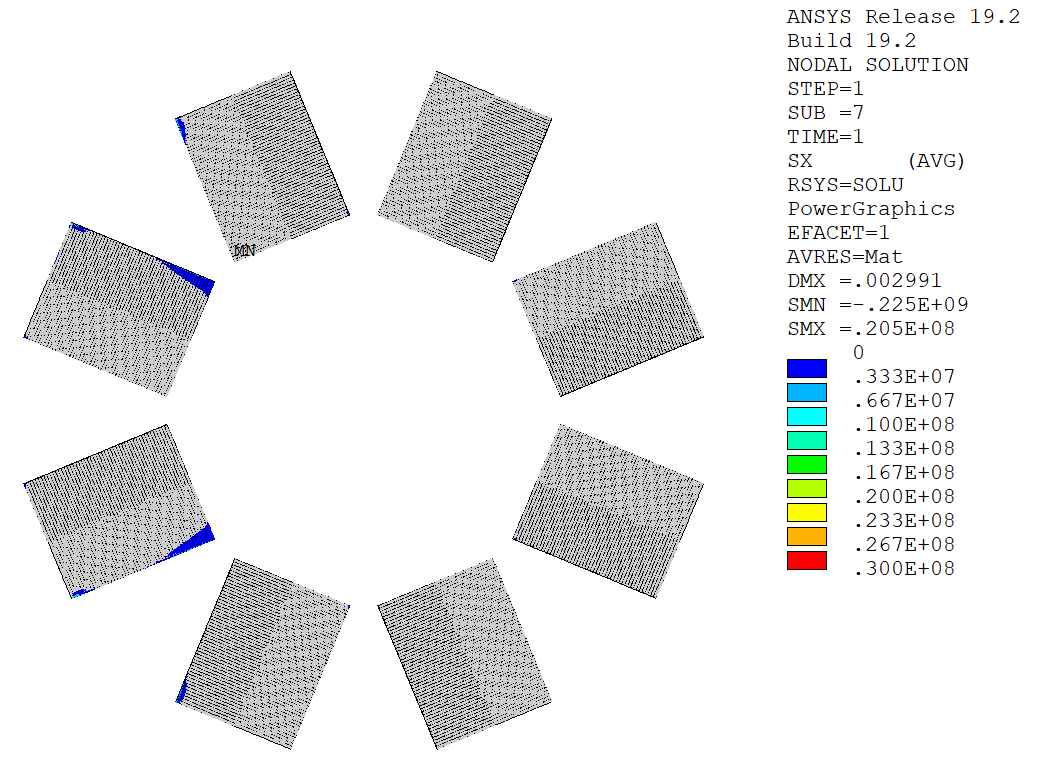 ANSYS Release 19.2
Build 19.2
NODAL SOLUTION
STEP=1
SUB =7
TIME=1
SX (AVG)
RSYS=SOLU
PowerGraphics
EFACET=1
AVRES=Mat
DMX =.002991
SMN =-.225E+09
SMX =.205E+08
0
.333E+07
.667E+07
.100E+08
.133E+08
.167E+08
.200E+08
.233E+08
.267E+08
.300E+08
MN